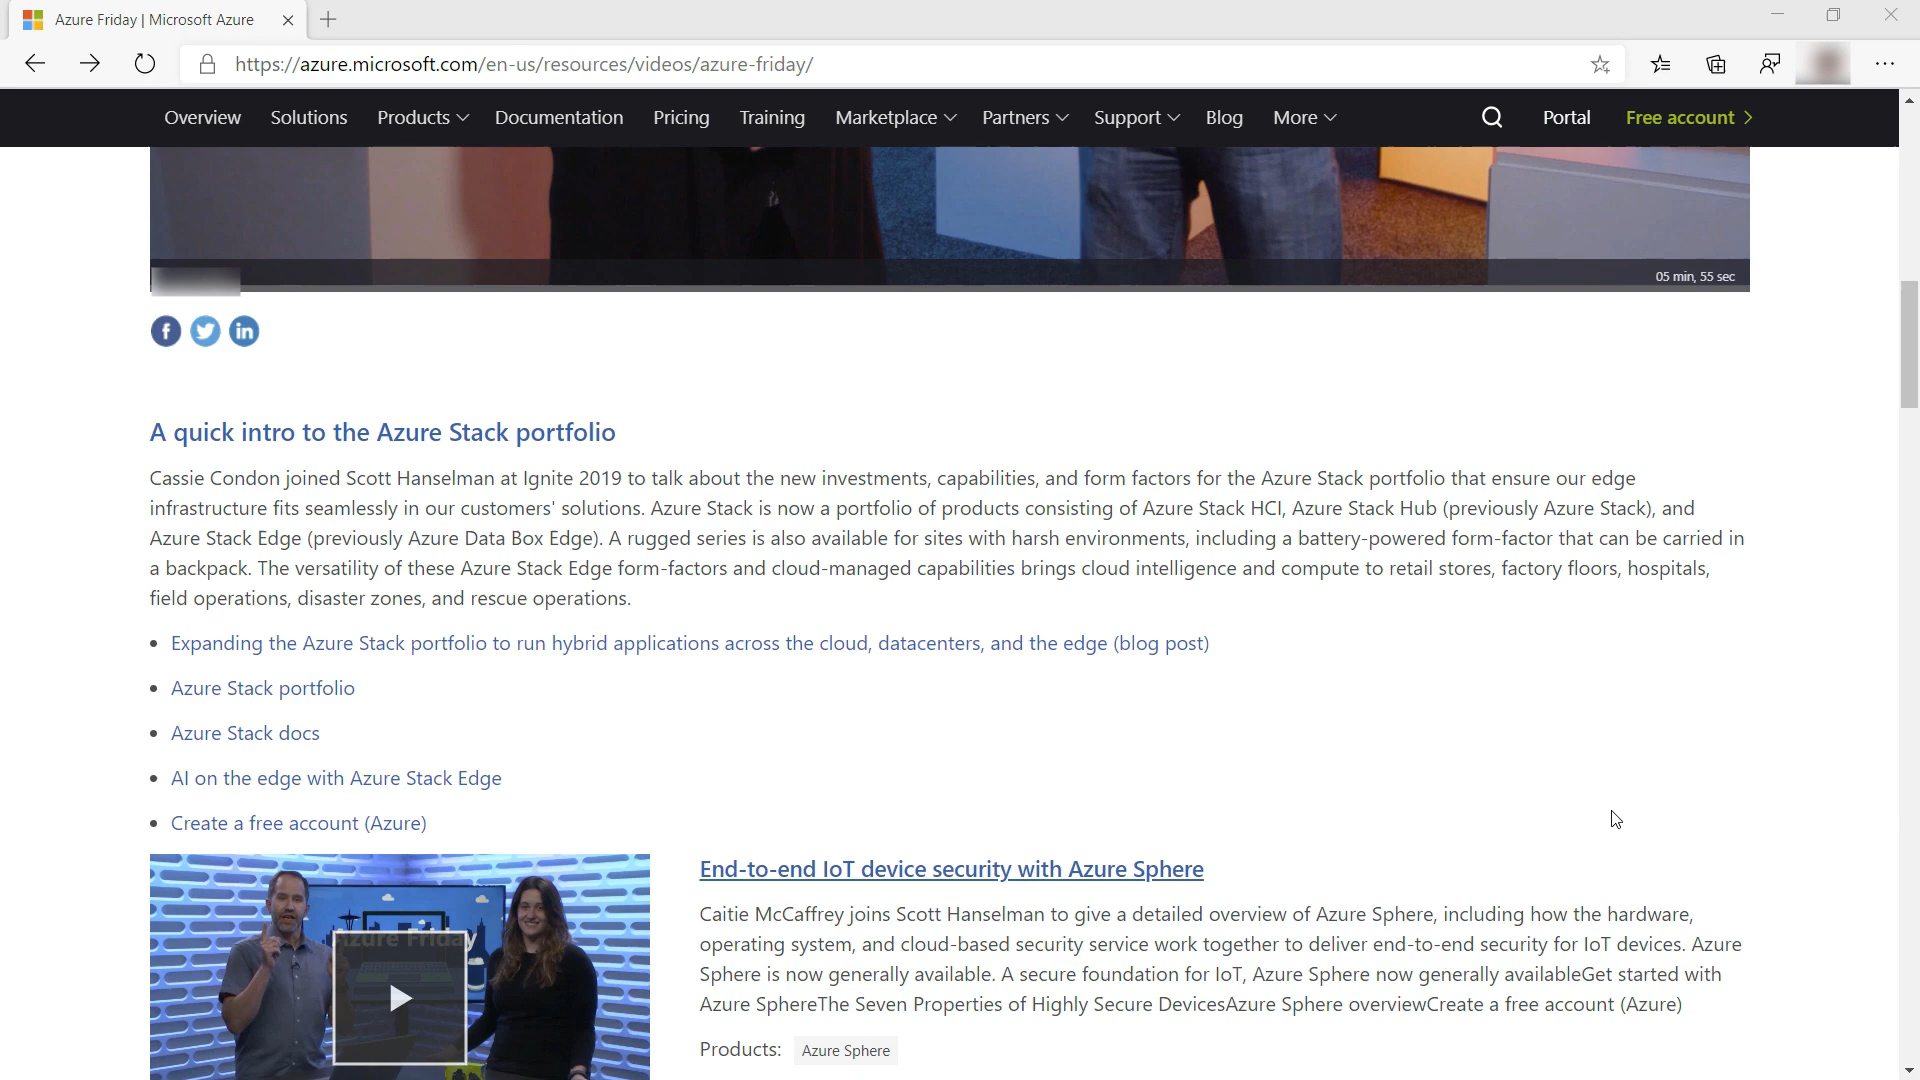 Azure Friday | Microsoft Azure
https://azure.microsoft.com/en-us/resources/videos/azure-friday/
Overview Solutions Products Documentation Pricing Training Marketplace Partners Support Blog More Portal Free account
05 min, 55 sec
A quick intro to the Azure Stack portfolio
Cassie Condon joined Scott Hanselman at Ignite 2019 to talk about the new investments, capabilities, and form factors for the Azure Stack portfolio that ensure our edge
infrastructure fits seamlessly in our customers' solutions. Azure Stack is now a portfolio of products consisting of Azure Stack HCI, Azure Stack Hub (previously Azure Stack), and
Azure Stack Edge (previously Azure Data Box Edge). A rugged series is also available for sites with harsh environments, including a battery-powered form-factor that can be carried in
a backpack. The versatility of these Azure Stack Edge form-factors and cloud-managed capabilities brings cloud intelligence and compute to retail stores, factory floors, hospitals,
field operations, disaster zones, and rescue operations.
• Expanding the Azure Stack portfolio to run hybrid applications across the cloud, datacenters, and the edge (blog post)
• Azure Stack portfolio
• Azure Stack docs
• AI on the edge with Azure Stack Edge
• Create a free account (Azure)
Azure Friday
End-to-end IoT device security with Azure Sphere
Caitie McCaffrey joins Scott Hanselman to give a detailed overview of Azure Sphere, including how the hardware,
operating system, and cloud-based security service work together to deliver end-to-end security for IoT devices. Azure
Sphere is now generally available. A secure foundation for IoT, Azure Sphere now generally availableGet started with
Azure SphereThe Seven Properties of Highly Secure DevicesAzure Sphere overviewCreate a free account (Azure)
Products: Azure Sphere